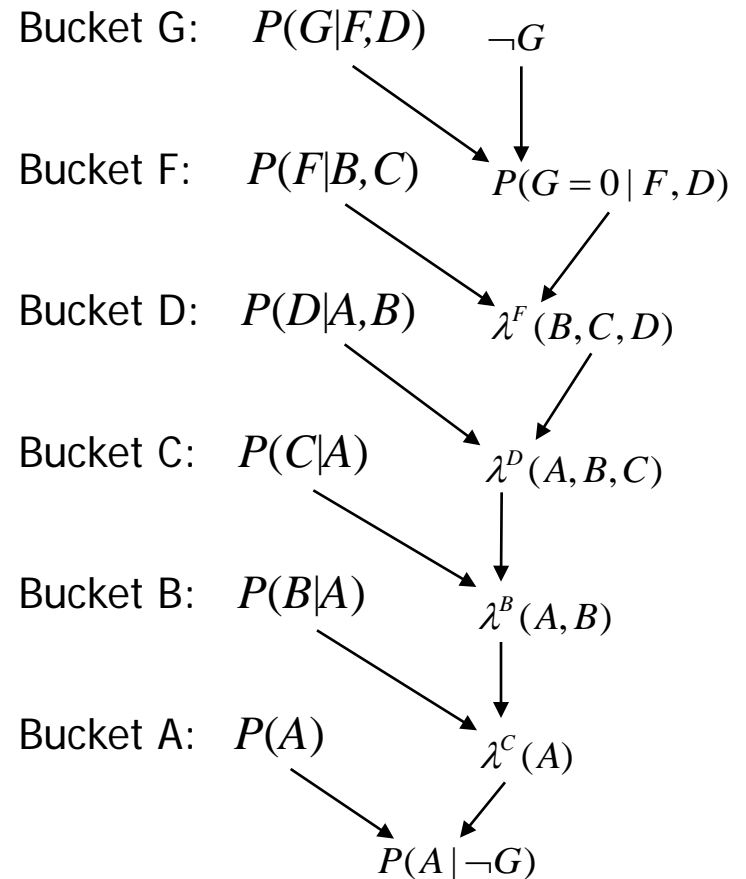 Bucket G: P(G|F,D) ¬G
Bucket F: P(F|B,C) P(G = 0 | F, D)
Bucket D: P(D|A,B) λ^F (B, C, D)
Bucket C: P(C|A) λ^D (A, B, C)
Bucket B: P(B|A) λ^B (A, B)
Bucket A: P(A) λ^C (A)
P(A | ¬G)